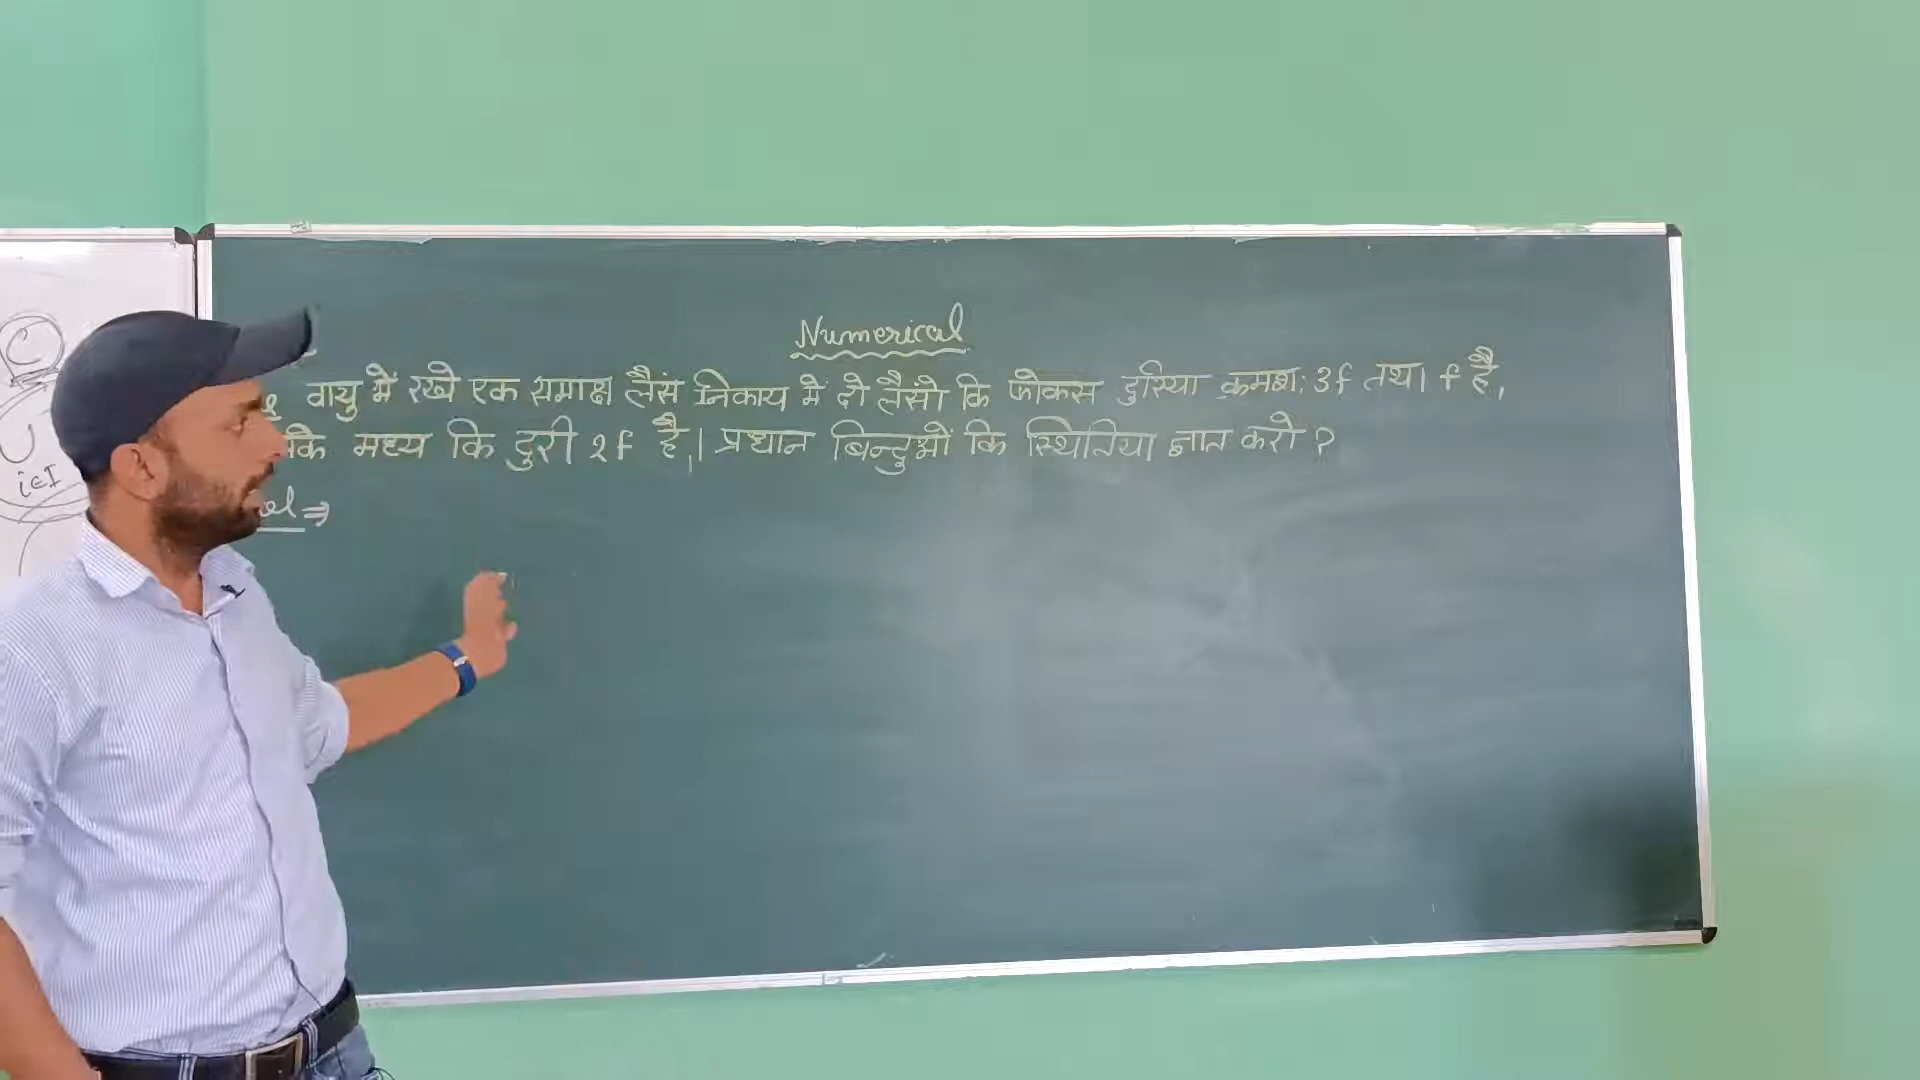 Numerical
वायु में रखे एक समाक्ष लैंस निकाय में दो लैंसो कि फोकस दुरिया क्रमश: 3f तथा f है,
कि मध्य कि दुरी 2f है,। प्रधान बिन्दुओं कि स्थितिया ज्ञात करो ?
⇒
C
i∈I